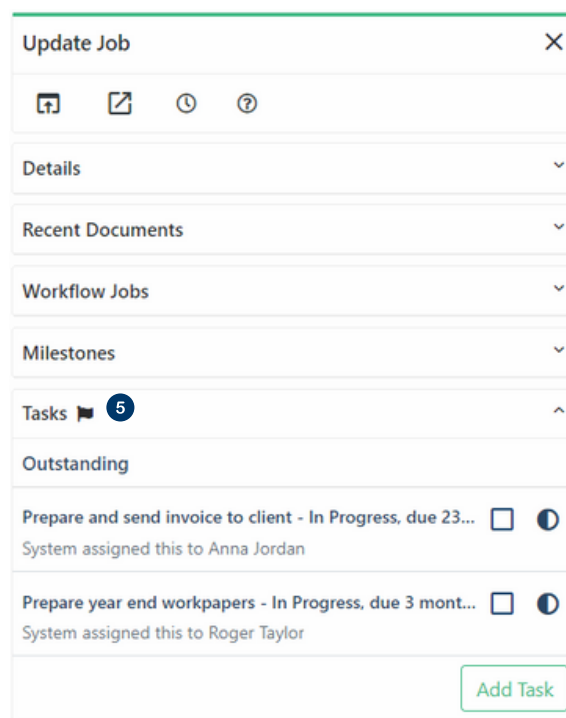 Update Job
Details
Recent Documents
Workflow Jobs
Milestones
Tasks 5
Outstanding
Prepare and send invoice to client - In Progress, due 23...
System assigned this to Anna Jordan
Prepare year end workpapers - In Progress, due 3 mont...
System assigned this to Roger Taylor
Add Task